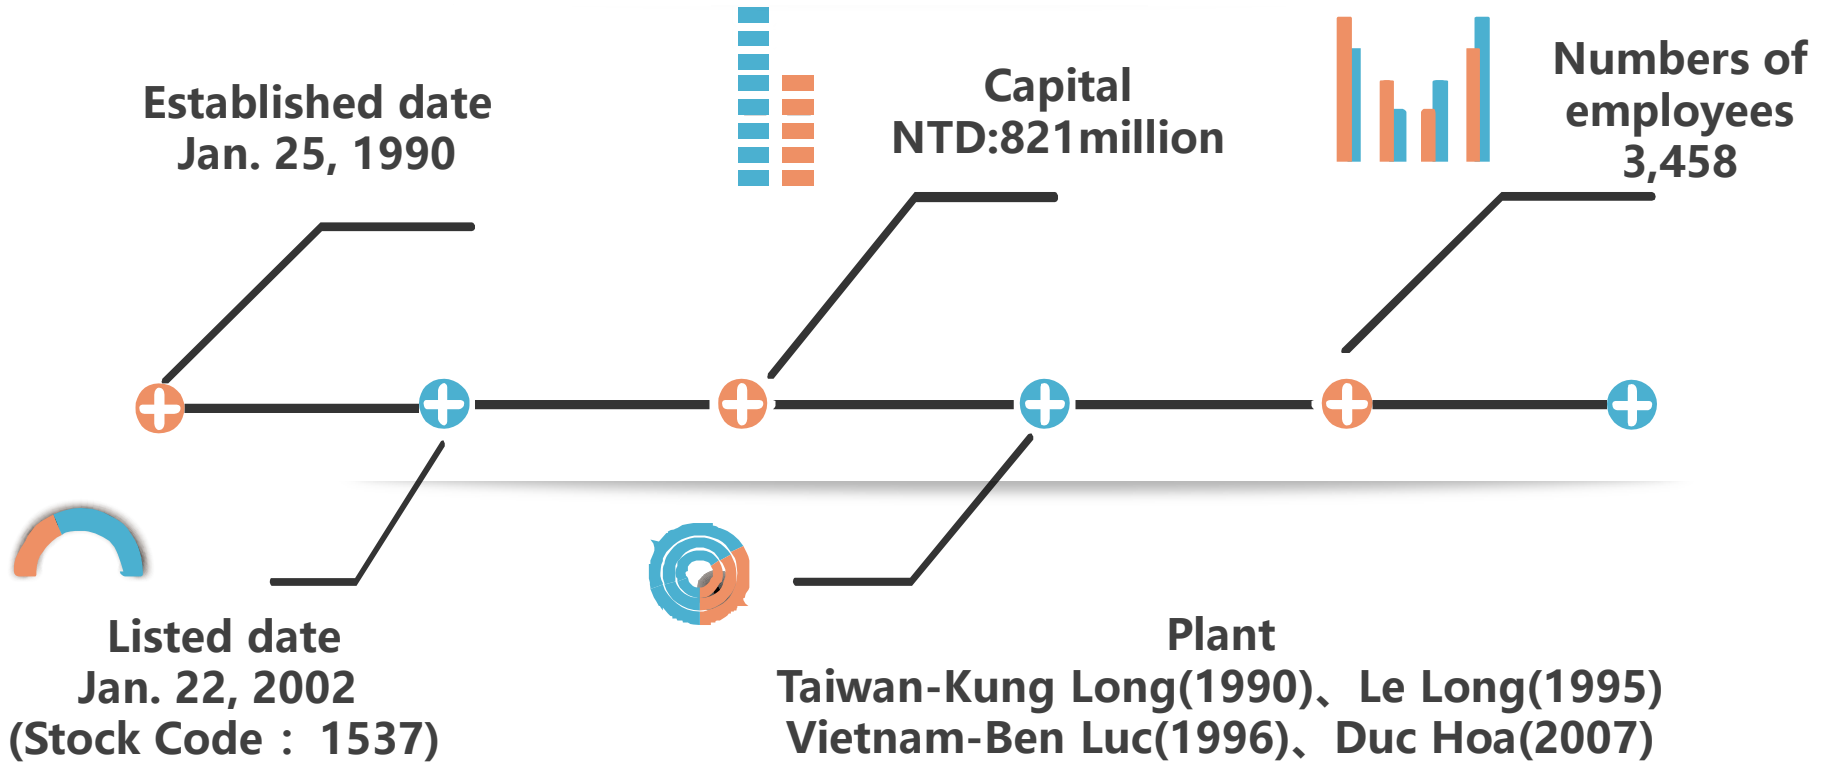 Established date
Jan. 25, 1990
Capital
NTD:821million
Numbers of
employees
3,458
Listed date
Jan. 22, 2002
(Stock Code： 1537)
Plant
Taiwan-Kung Long(1990)、Le Long(1995)
Vietnam-Ben Luc(1996)、Duc Hoa(2007)